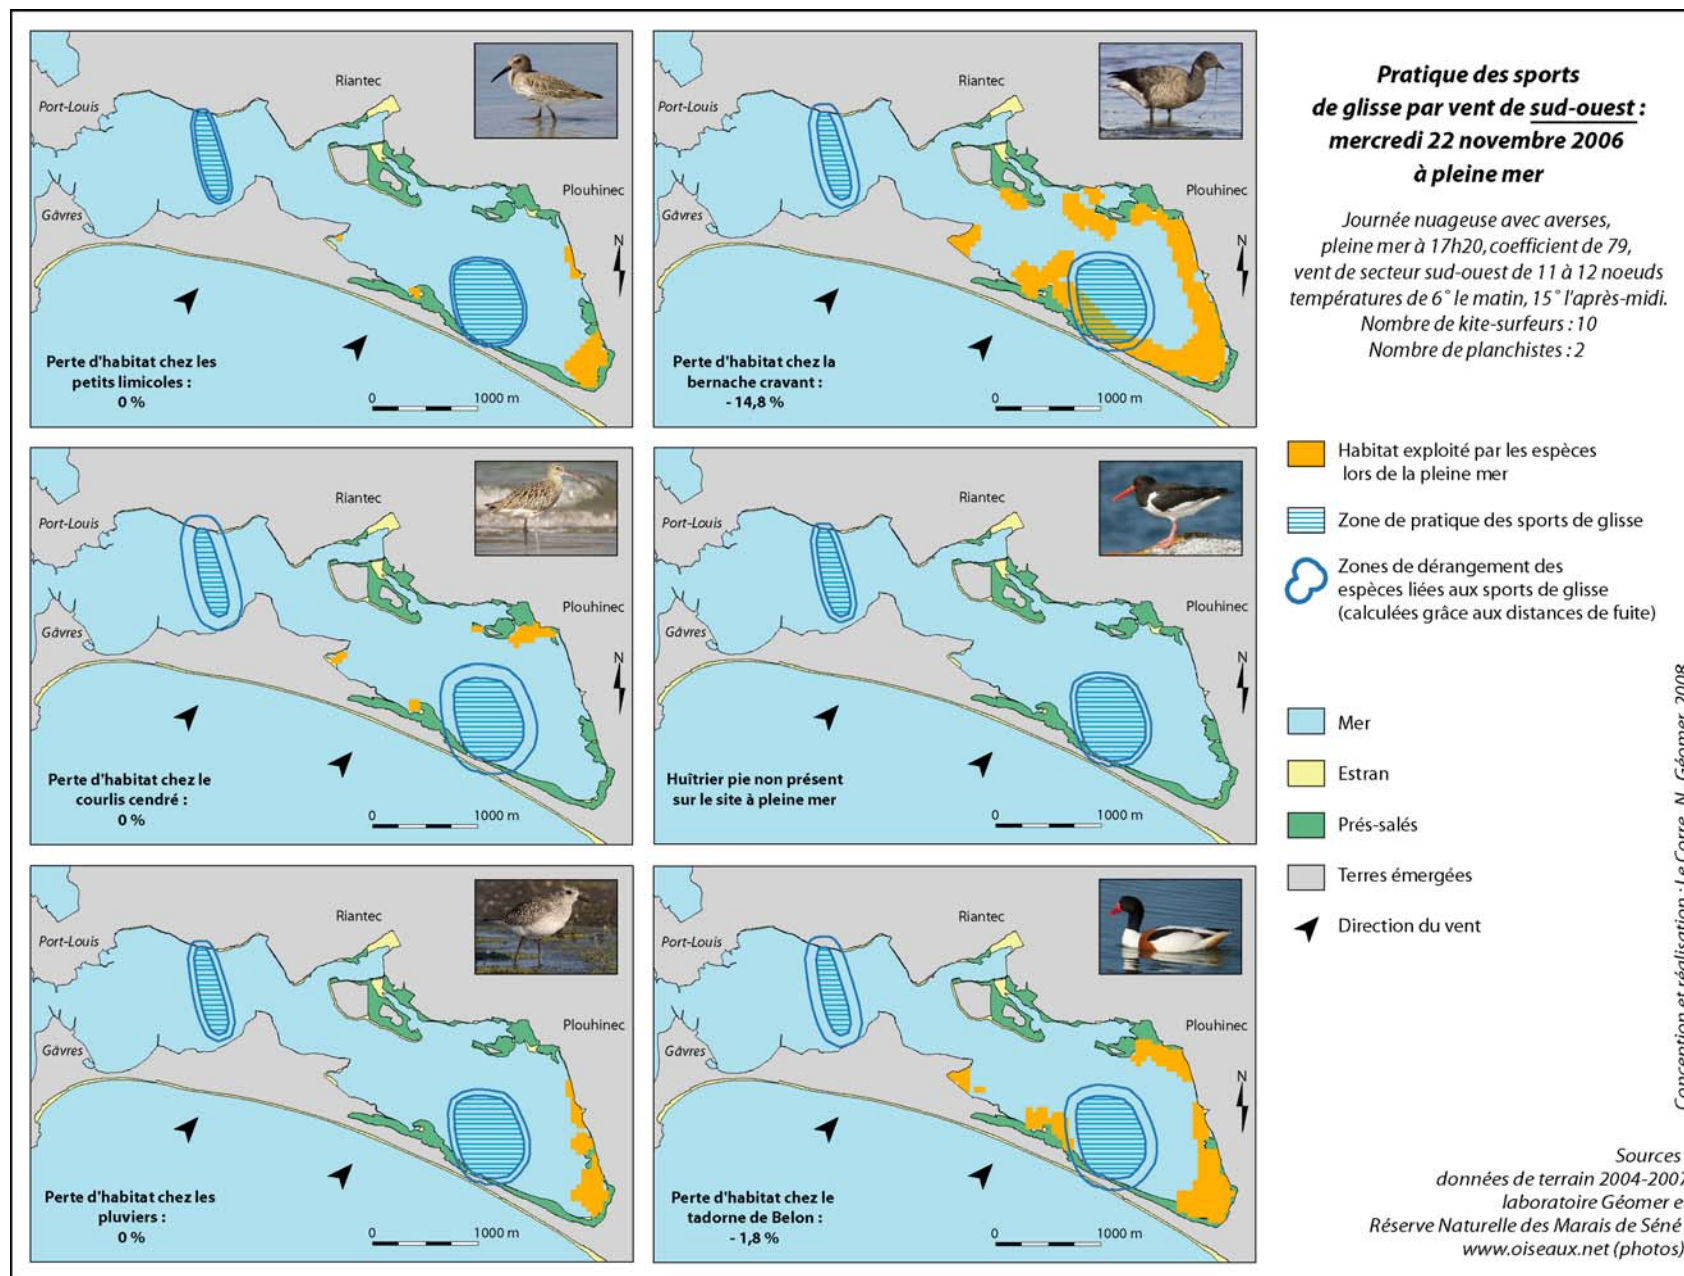 Riantec
Port-Louis
Plouhinec
Gâvres
N
Perte d'habitat chez les
petits limicoles :
0 %
0 1000 m
Riantec
Port-Louis
Plouhinec
Gâvres
N
Perte d'habitat chez la
bernache cravant :
- 14,8 %
0 1000 m
Riantec
Port-Louis
Plouhinec
Gâvres
N
Perte d'habitat chez le
courlis cendré :
0 %
0 1000 m
Riantec
Port-Louis
Plouhinec
Gâvres
N
Huîtrier pie non présent
sur le site à pleine mer
0 1000 m
Riantec
Port-Louis
Plouhinec
Gâvres
N
Perte d'habitat chez les
pluviers :
0 %
0 1000 m
Riantec
Port-Louis
Plouhinec
Gâvres
N
Perte d'habitat chez le
tadorne de Belon :
- 1,8 %
0 1000 m
Pratique des sports
de glisse par vent de sud-ouest :
mercredi 22 novembre 2006
à pleine mer
Journée nuageuse avec averses,
pleine mer à 17h20, coefficient de 79,
vent de secteur sud-ouest de 11 à 12 noeuds
températures de 6° le matin, 15° l'après-midi.
Nombre de kite-surfeurs : 10
Nombre de planchistes : 2
Habitat exploité par les espèces
lors de la pleine mer
Zone de pratique des sports de glisse
Zones de dérangement des
espèces liées aux sports de glisse
(calculées grâce aux distances de fuite)
Mer
Estran
Prés-salés
Terres émergées
Direction du vent
Conception et réalisation : Le Corre, N., Géomer, 2008
Sources
données de terrain 2004-2007
laboratoire Géomer e
Réserve Naturelle des Marais de Séné
www.oiseaux.net (photos)